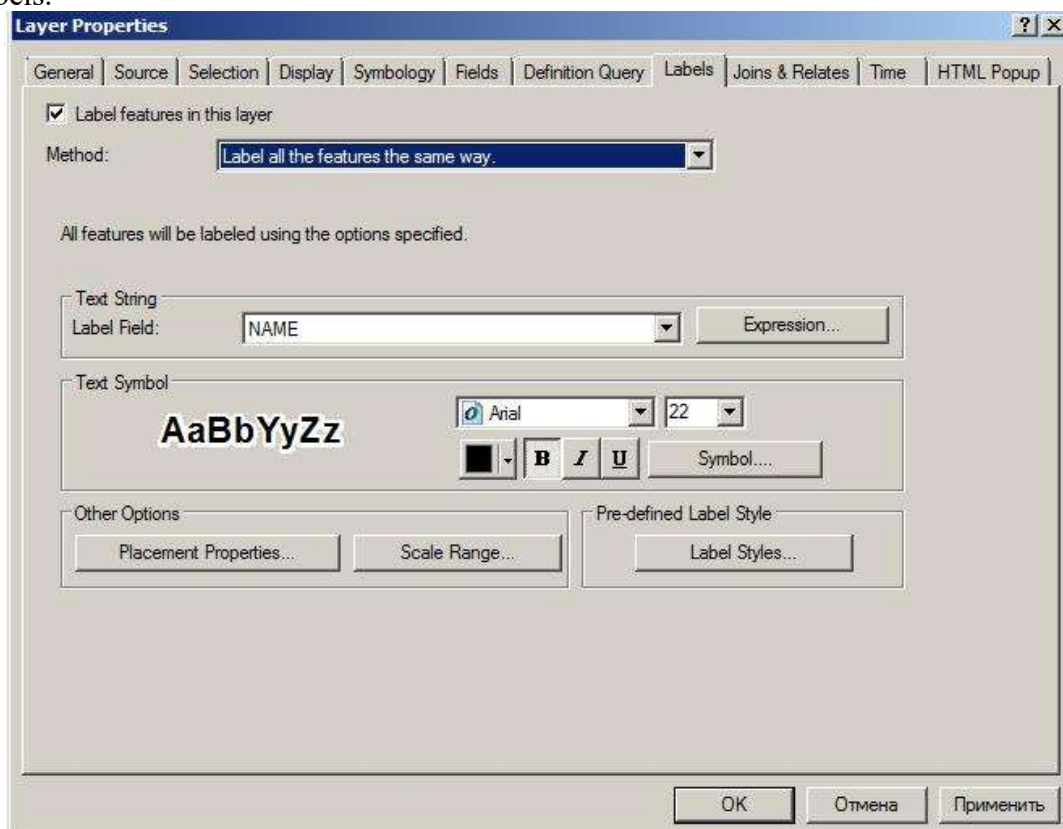 Layer Properties
General Source Selection Display Symbology Fields Definition Query Labels Joins & Relates Time HTML Popup
Label features in this layer
Method: Label all the features the same way.
All features will be labeled using the options specified.
Text String
Label Field: NAME Expression...
Text Symbol
AaBbYyZz
Arial 22
B I U Symbol....
Other Options Pre-defined Label Style
Placement Properties... Scale Range... Label Styles...
OK Отмена Применить